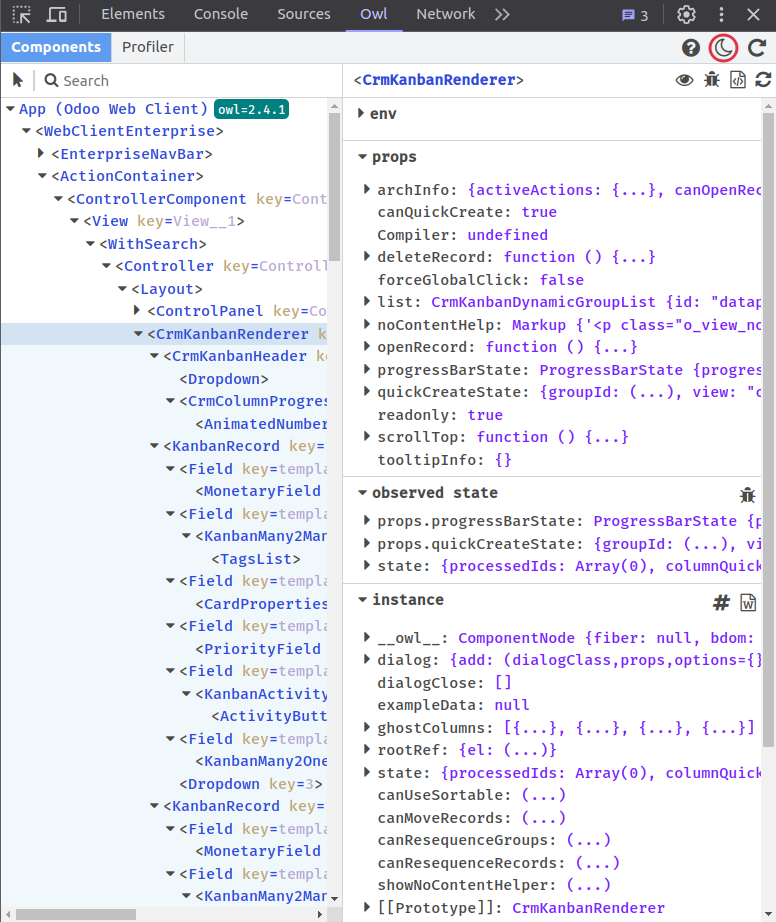 Elements Console Sources Owl Network 3
Components Profiler
Search
App (Odoo Web Client) owl=2.4.1
<WebClientEnterprise>
<EnterpriseNavBar>
<ActionContainer>
<ControllerComponent key=Cont
<View key=View__1>
<WithSearch>
<Controller key=Controll
<Layout>
<ControlPanel key=Co
<CrmKanbanRenderer k
<CrmKanbanHeader ke
<Dropdown>
<CrmColumnProgres
<AnimatedNumber
<KanbanRecord key=
<Field key=templa
<MonetaryField
<Field key=templa
<KanbanMany2Man
<TagsList>
<Field key=templa
<CardProperties
<Field key=templa
<PriorityField
<Field key=templa
<KanbanActivity
<ActivityButt
<Field key=templa
<KanbanMany2One
<Dropdown key=3>
<KanbanRecord key=
<Field key=templa
<MonetaryField
<Field key=templa
<KanbanMany2Man
<CrmKanbanRenderer>
env
props
archInfo: {activeActions: {...}, canOpenRec
canQuickCreate: true
Compiler: undefined
deleteRecord: function () {...}
forceGlobalClick: false
list: CrmKanbanDynamicGroupList {id: "datap
noContentHelp: Markup {'<p class="o_view_no
openRecord: function () {...}
progressBarState: ProgressBarState {progres
quickCreateState: {groupId: (...), view: "c
readonly: true
scrollTop: function () {...}
tooltipInfo: {}
observed state
props.progressBarState: ProgressBarState {p
props.quickCreateState: {groupId: (...), vi
state: {processedIds: Array(0), columnQuick
instance
__owl__: ComponentNode {fiber: null, bdom:
dialog: {add: (dialogClass,props,options={}
dialogClose: []
exampleData: null
ghostColumns: [{...}, {...}, {...}, {...}]
rootRef: {el: (...)}
state: {processedIds: Array(0), columnQuick
canUseSortable: (...)
canMoveRecords: (...)
canResequenceGroups: (...)
canResequenceRecords: (...)
showNoContentHelper: (...)
[[Prototype]]: CrmKanbanRenderer